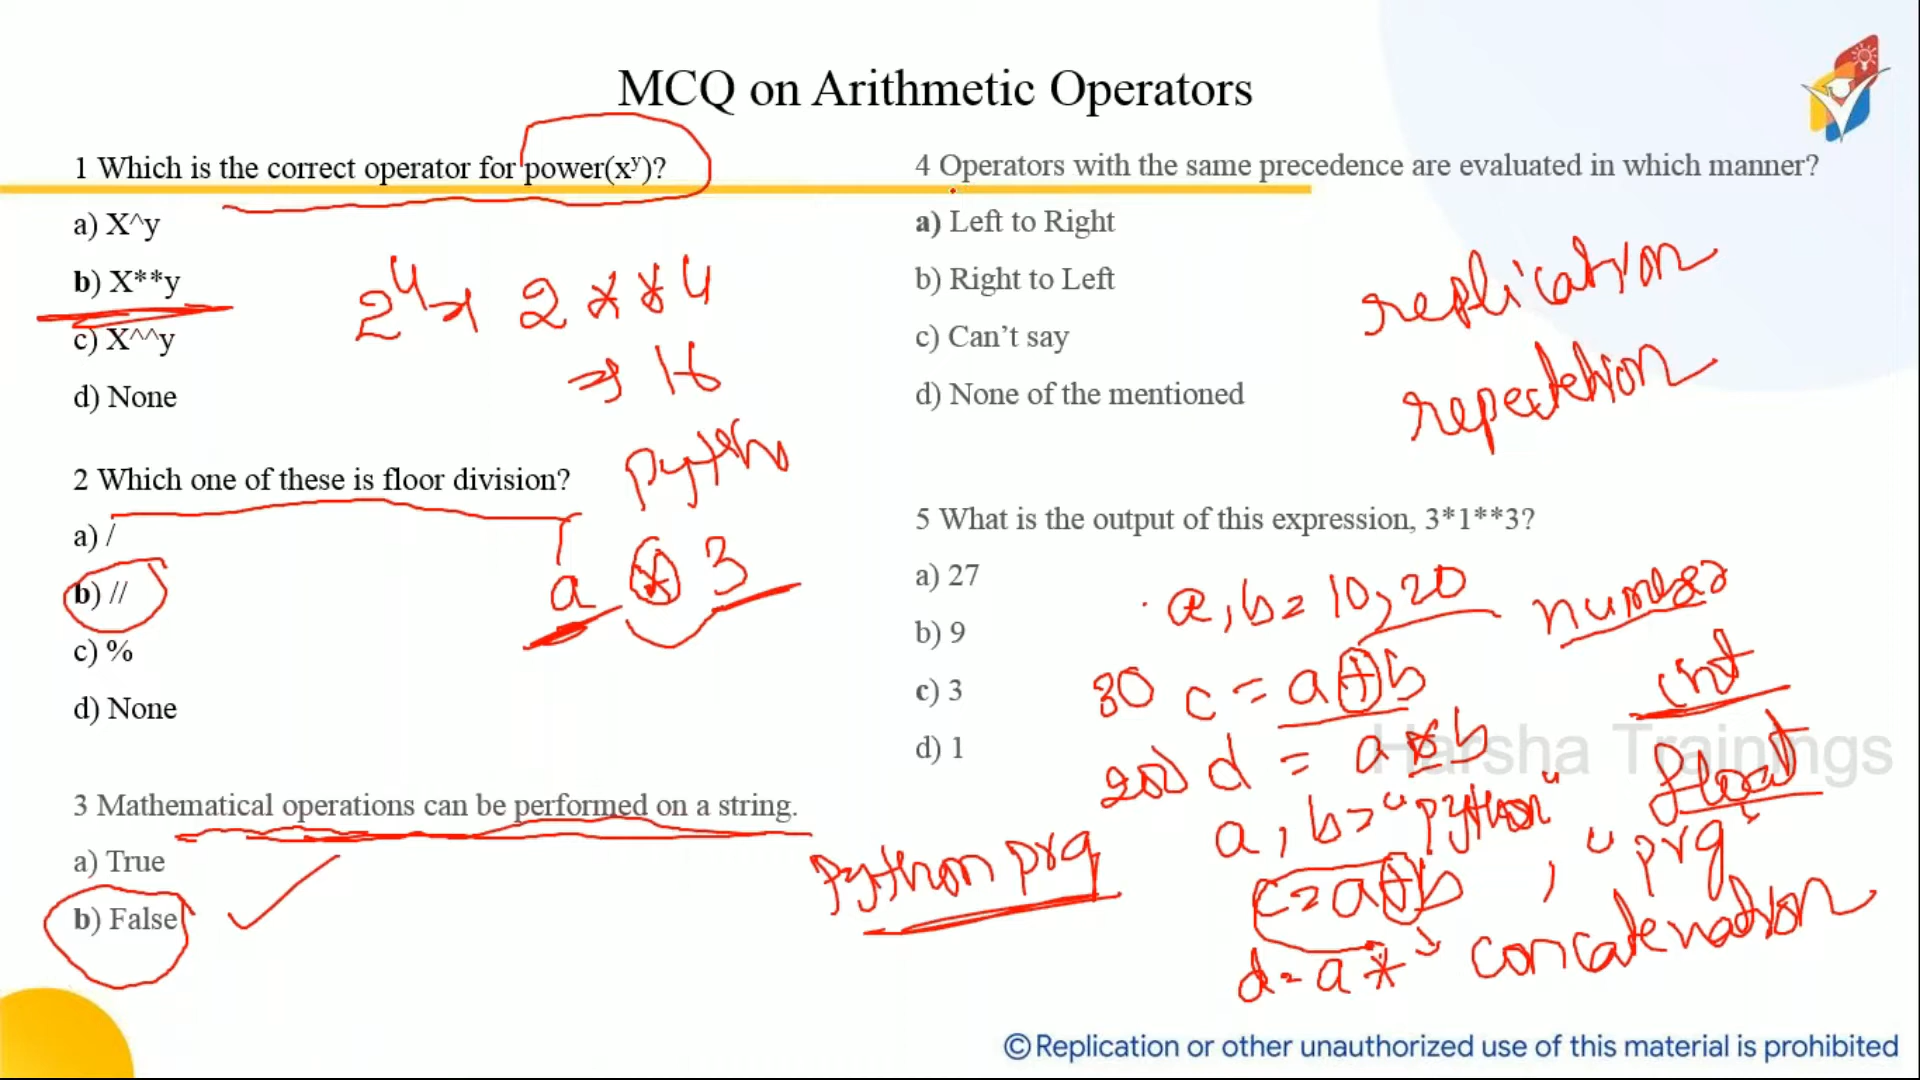 MCQ on Arithmetic Operators
1 Which is the correct operator for power(xʸ)?
a) X^y
b) X**y
c) X^^y
d) None
2⁴ 2 * * 4
⇒ 16
2 Which one of these is floor division?
a) /
b) //
c) %
d) None
a * 3
3 Mathematical operations can be performed on a string.
a) True
b) False
python prg
4 Operators with the same precedence are evaluated in which manner?
a) Left to Right
b) Right to Left
c) Can't say
d) None of the mentioned
replication
5 What is the output of this expression, 3*1**3?
a) 27
b) 9
c) 3
d) 1
a, b = 10, 20
int
30 c = a + b
200 d = a * b
float
a, b = "python", "prg"
c = a + b
d = a *
concatenation
Harsha Trainings
© Replication or other unauthorized use of this material is prohibited